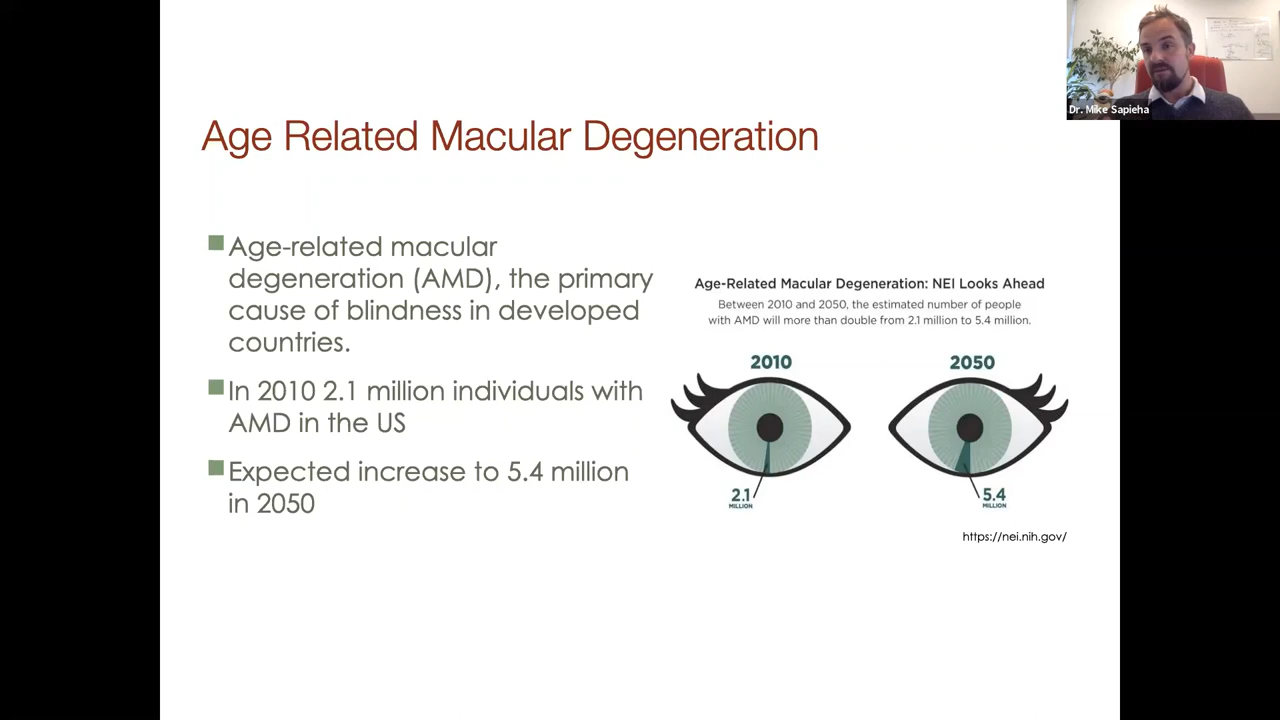 Dr. Mike Sapieha
Age Related Macular Degeneration
Age-related macular
degeneration (AMD), the primary
cause of blindness in developed
countries.
In 2010 2.1 million individuals with
AMD in the US
Expected increase to 5.4 million
in 2050
Age-Related Macular Degeneration: NEI Looks Ahead
Between 2010 and 2050, the estimated number of people
with AMD will more than double from 2.1 million to 5.4 million.
2010
2050
2.1
MILLION
5.4
MILLION
https://nei.nih.gov/